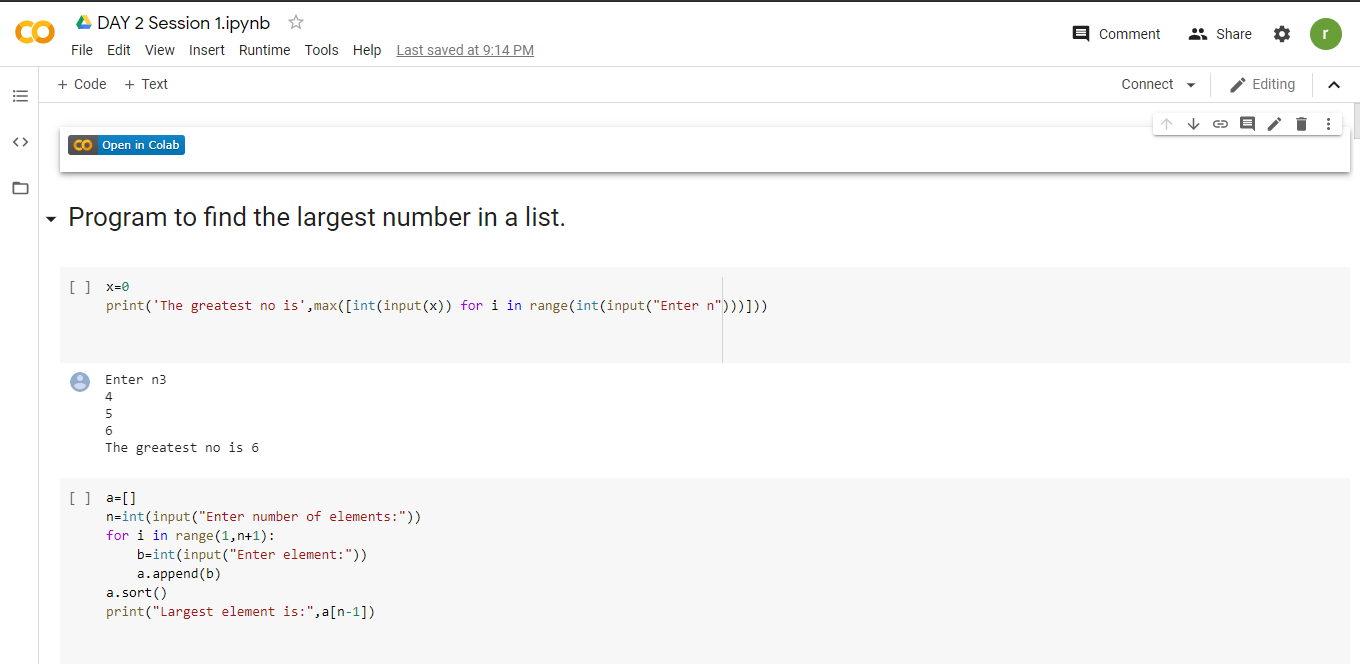 DAY 2 Session 1.ipynb
File Edit View Insert Runtime Tools Help Last saved at 9:14 PM
Comment Share r
+ Code + Text
Connect Editing
Open in Colab
Program to find the largest number in a list.
[ ] x=0
print('The greatest no is',max([int(input(x)) for i in range(int(input("Enter n")))]))
Enter n3
4
5
6
The greatest no is 6
[ ] a=[]
n=int(input("Enter number of elements:"))
for i in range(1,n+1):
    b=int(input("Enter element:"))
    a.append(b)
a.sort()
print("Largest element is:",a[n-1])